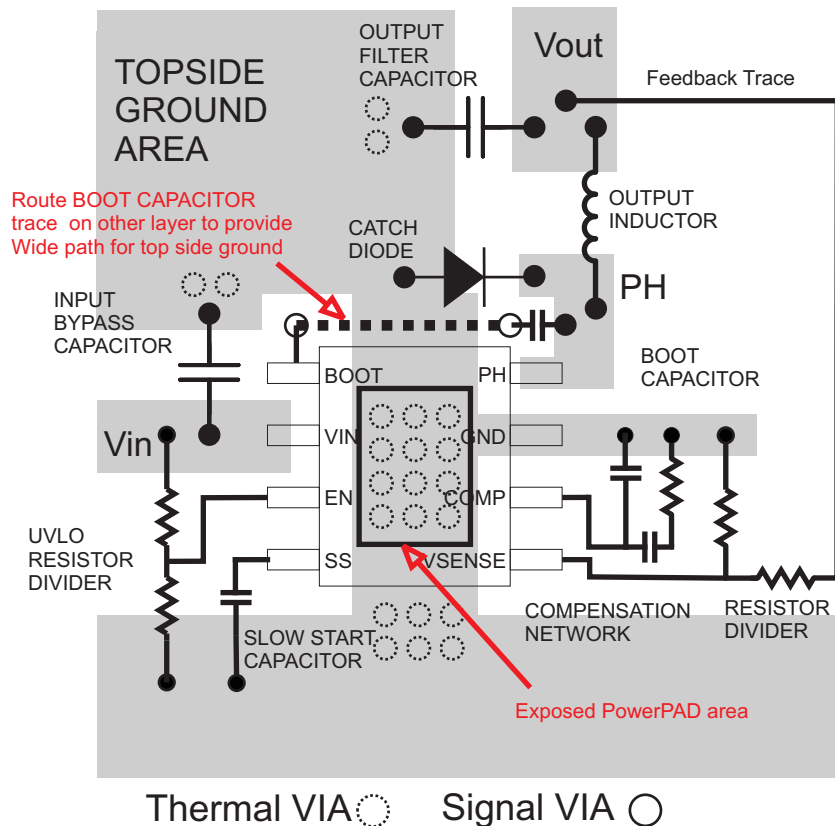 OUTPUT
FILTER
CAPACITOR
Vout
TOPSIDE
GROUND
AREA
Feedback Trace
Route BOOT CAPACITOR
trace on other layer to provide
Wide path for top side ground
OUTPUT
INDUCTOR
CATCH
DIODE
PH
INPUT
BYPASS
CAPACITOR
BOOT
CAPACITOR
BOOT
PH
Vin
VIN
GND
EN
COMP
UVLO
RESISTOR
DIVIDER
SS
VSENSE
SLOW START
CAPACITOR
COMPENSATION
NETWORK
RESISTOR
DIVIDER
Exposed PowerPAD area
Thermal VIA
Signal VIA